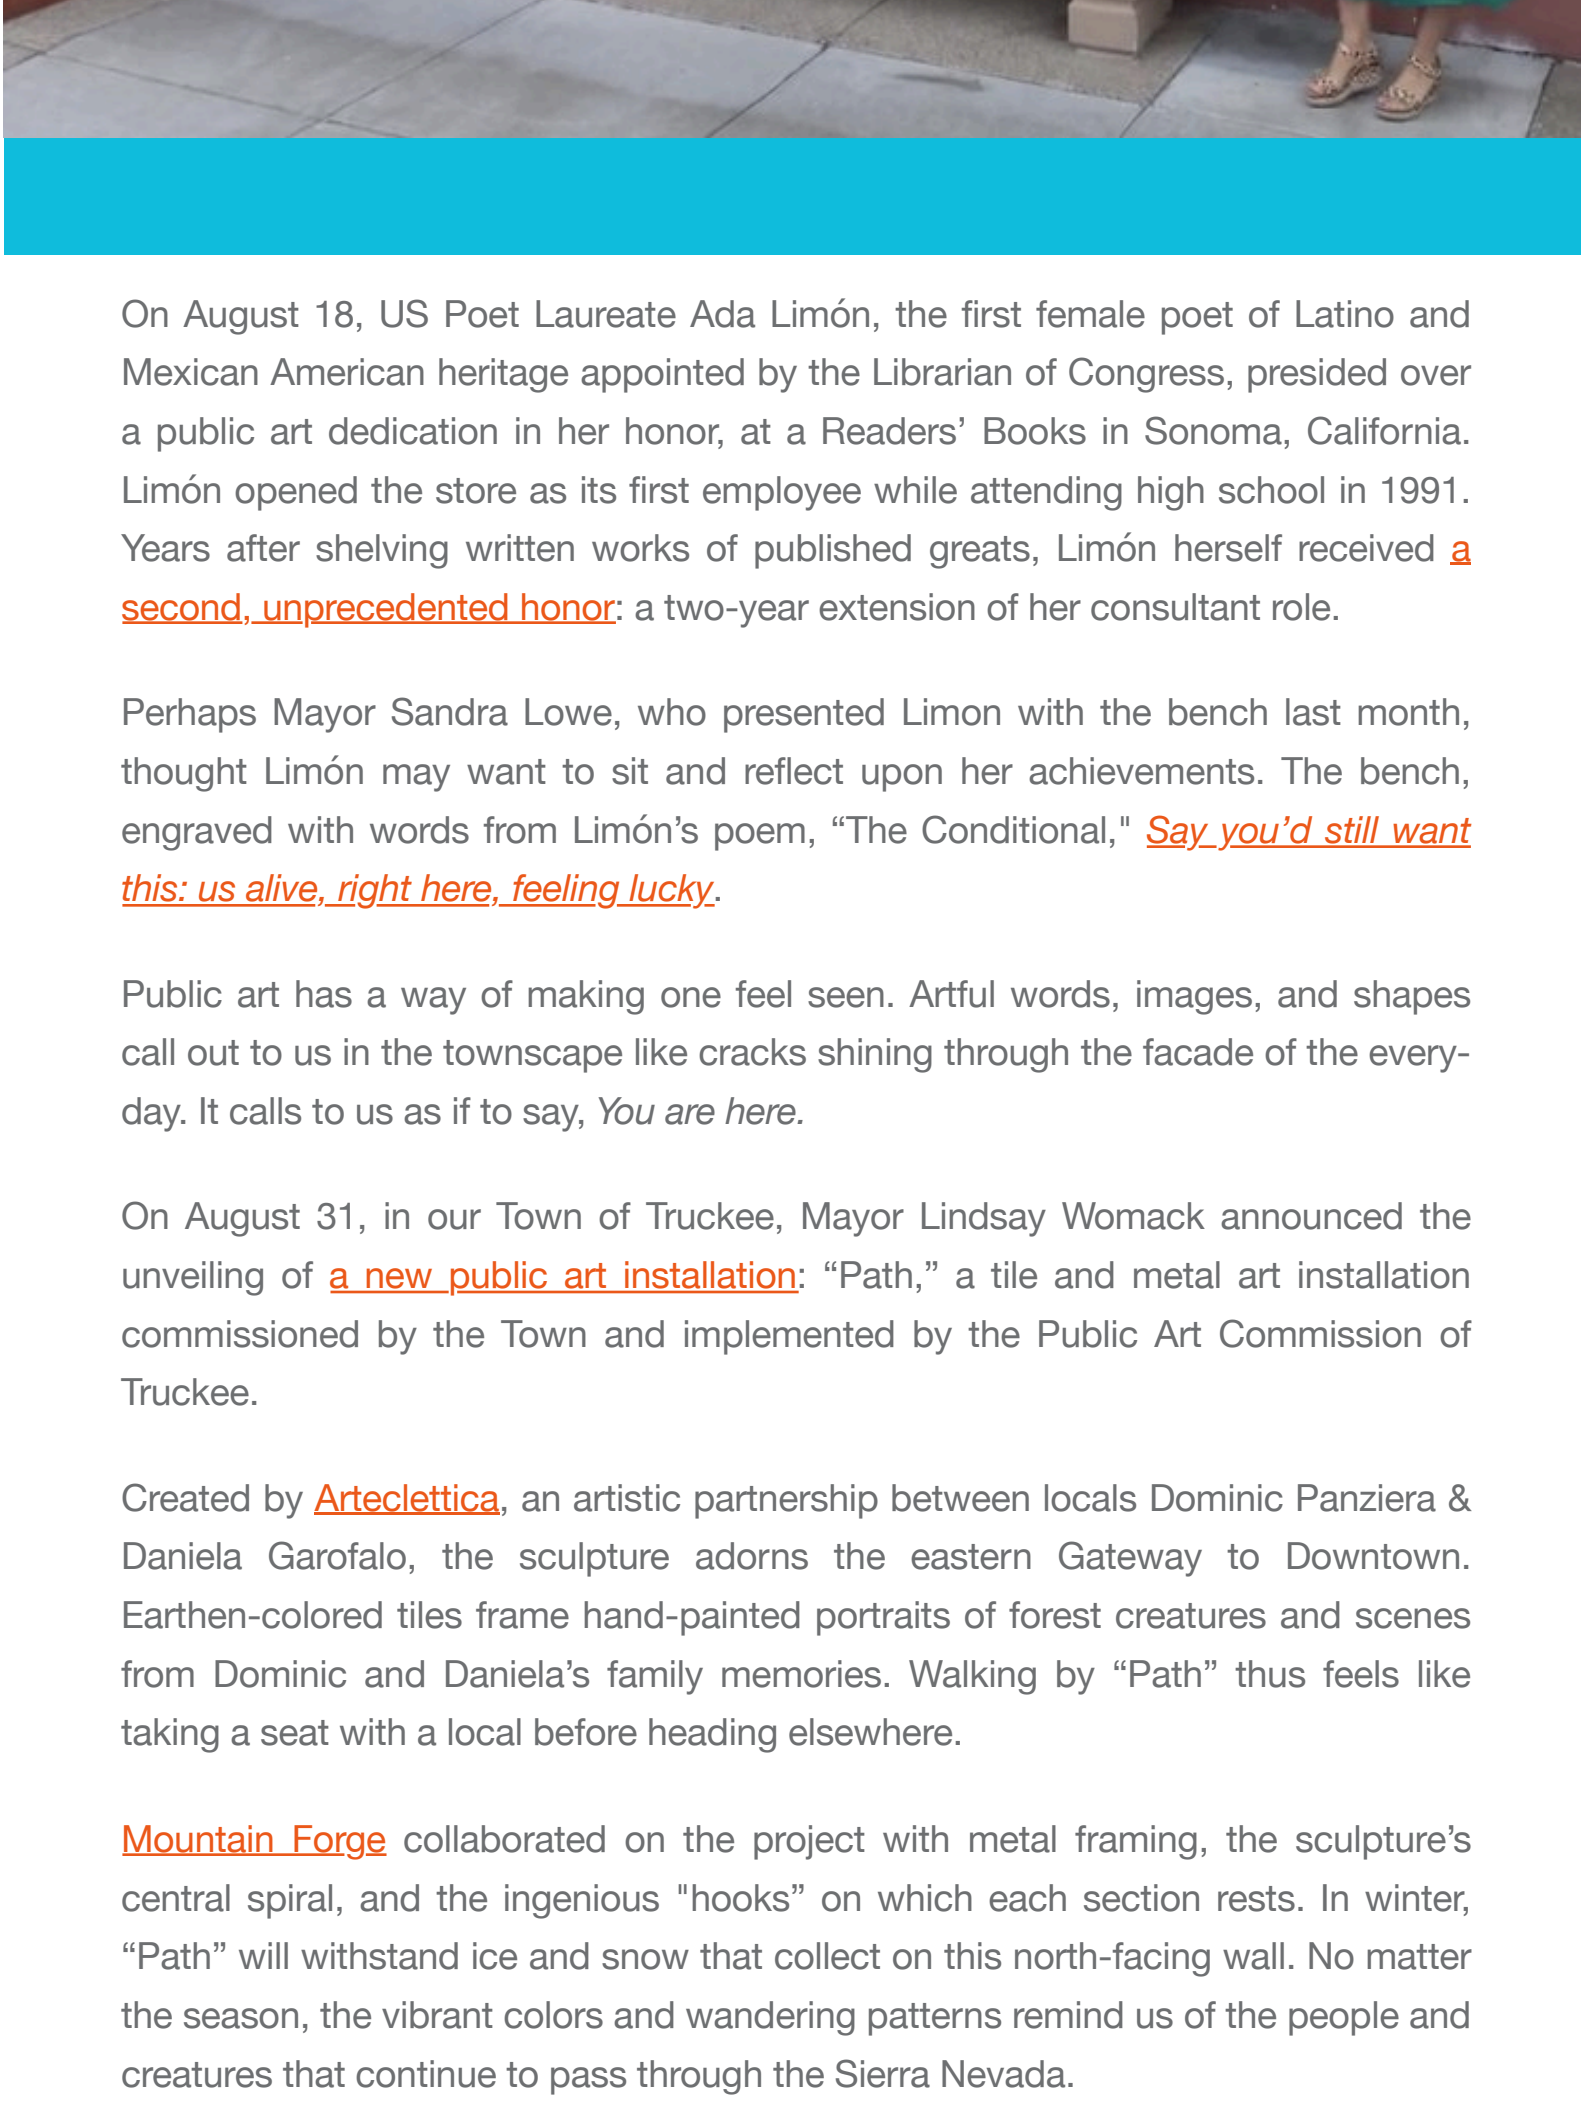 On August 18, US Poet Laureate Ada Limón, the first female poet of Latino and
Mexican American heritage appointed by the Librarian of Congress, presided over
a public art dedication in her honor, at a Readers’ Books in Sonoma, California.
Limón opened the store as its first employee while attending high school in 1991.
Years after shelving written works of published greats, Limón herself received a
second, unprecedented honor: a two-year extension of her consultant role.
Perhaps Mayor Sandra Lowe, who presented Limon with the bench last month,
thought Limón may want to sit and reflect upon her achievements. The bench,
engraved with words from Limón’s poem, “The Conditional," Say you’d still want
this: us alive, right here, feeling lucky.
Public art has a way of making one feel seen. Artful words, images, and shapes
call out to us in the townscape like cracks shining through the facade of the every-
day. It calls to us as if to say, You are here.
On August 31, in our Town of Truckee, Mayor Lindsay Womack announced the
unveiling of a new public art installation: “Path,” a tile and metal art installation
commissioned by the Town and implemented by the Public Art Commission of
Truckee.
Created by Arteclettica, an artistic partnership between locals Dominic Panziera &
Daniela Garofalo, the sculpture adorns the eastern Gateway to Downtown.
Earthen-colored tiles frame hand-painted portraits of forest creatures and scenes
from Dominic and Daniela’s family memories. Walking by “Path” thus feels like
taking a seat with a local before heading elsewhere.
Mountain Forge collaborated on the project with metal framing, the sculpture’s
central spiral, and the ingenious "hooks” on which each section rests. In winter,
“Path” will withstand ice and snow that collect on this north-facing wall. No matter
the season, the vibrant colors and wandering patterns remind us of the people and
creatures that continue to pass through the Sierra Nevada.